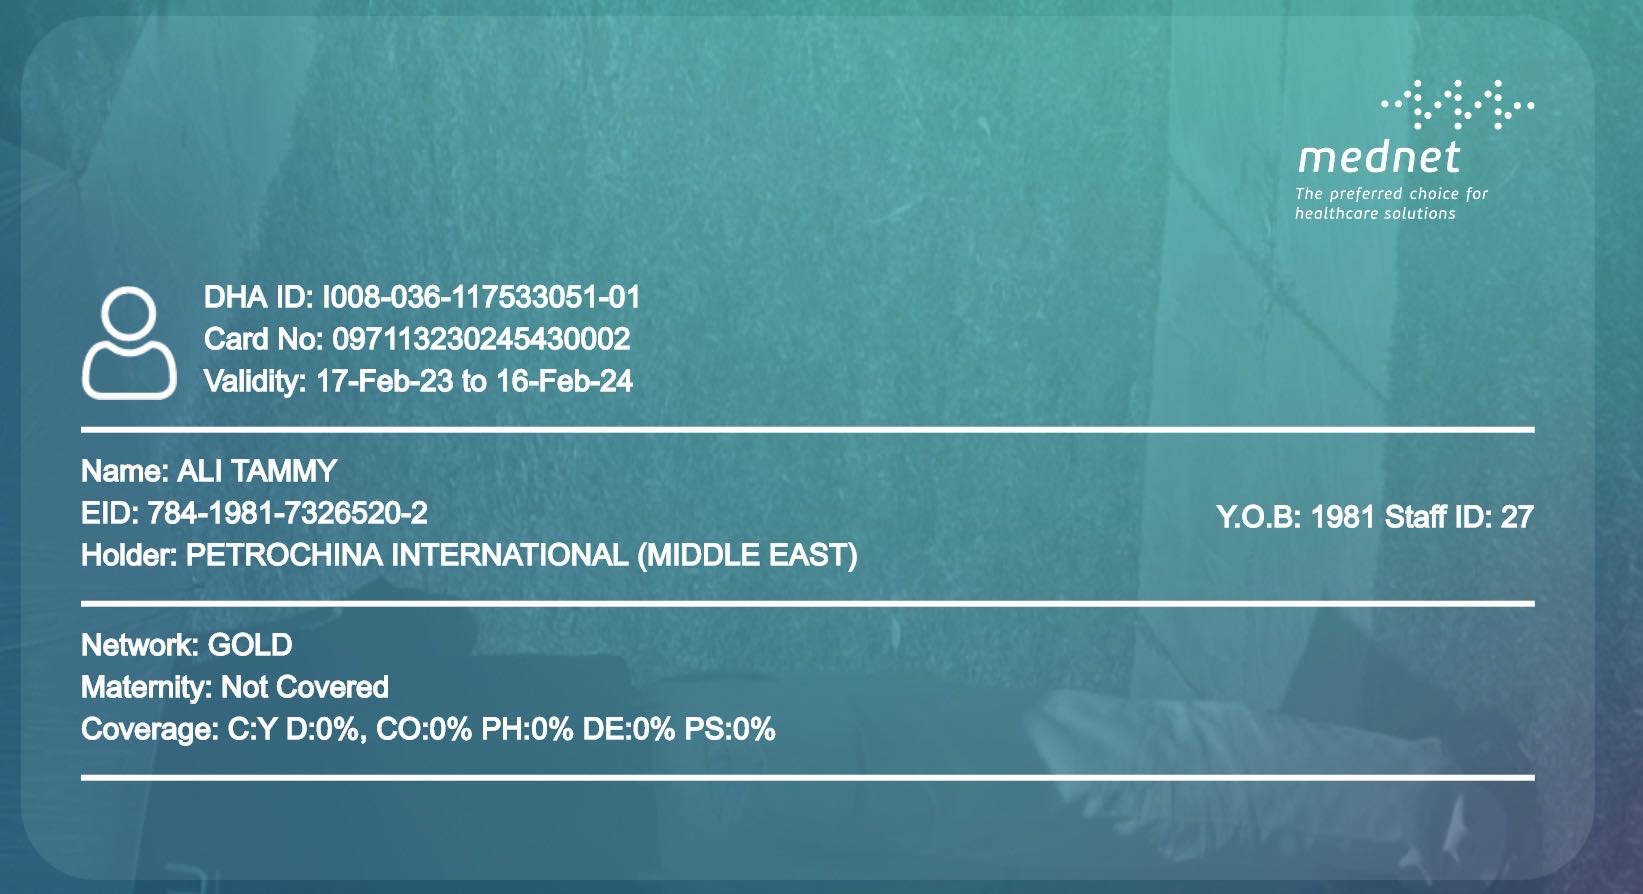 mednet
The preferred choice for
healthcare solutions
DHA ID: I008-036-117533051-01
Card No: 097113230245430002
Validity: 17-Feb-23 to 16-Feb-24
Name: ALI TAMMY
EID: 784-1981-7326520-2
Y.O.B: 1981 Staff ID: 27
Holder: PETROCHINA INTERNATIONAL (MIDDLE EAST)
Network: GOLD
Maternity: Not Covered
Coverage: C:Y D:0%, CO:0% PH:0% DE:0% PS:0%